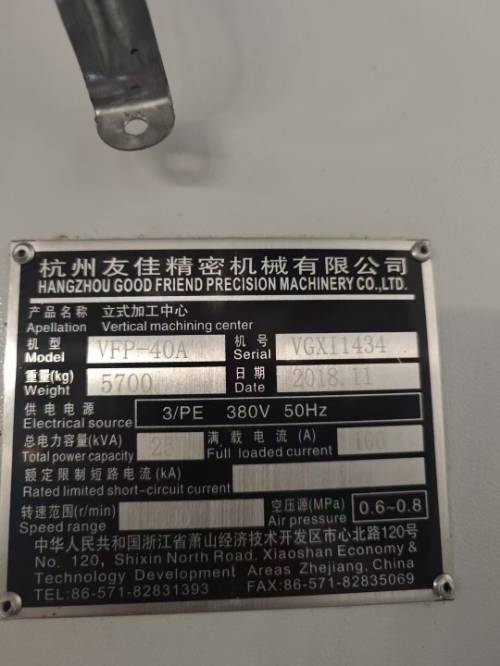 杭州友佳精密机械有限公司
HANGZHOU GOOD FRIEND PRECISION MACHINERY CO.,LTD.
产品名称 立式加工中心
Apellation Vertical machining center
机型 VFP-40A 机号 VGX11434
Model Serial
重量(kg) 5700 日期 2018.11
Weight Date
供电电源 3/PE 380V 50Hz
Electrical source
总电力容量(kVA) 25 满载电流(A)
Total power capacity Full loaded current
额定限制短路电流(kA)
Rated limited short-circuit current
转速范围(r/min) 空压源(MPa) 0.6~0.8
Speed range Air pressure
中华人民共和国浙江省萧山经济技术开发区市心北路120号
No. 120, Shixin North Road, Xiaoshan Economy &
Technology Development Areas Zhejiang, China
TEL:86-571-82831393 FAX:86-571-82835069